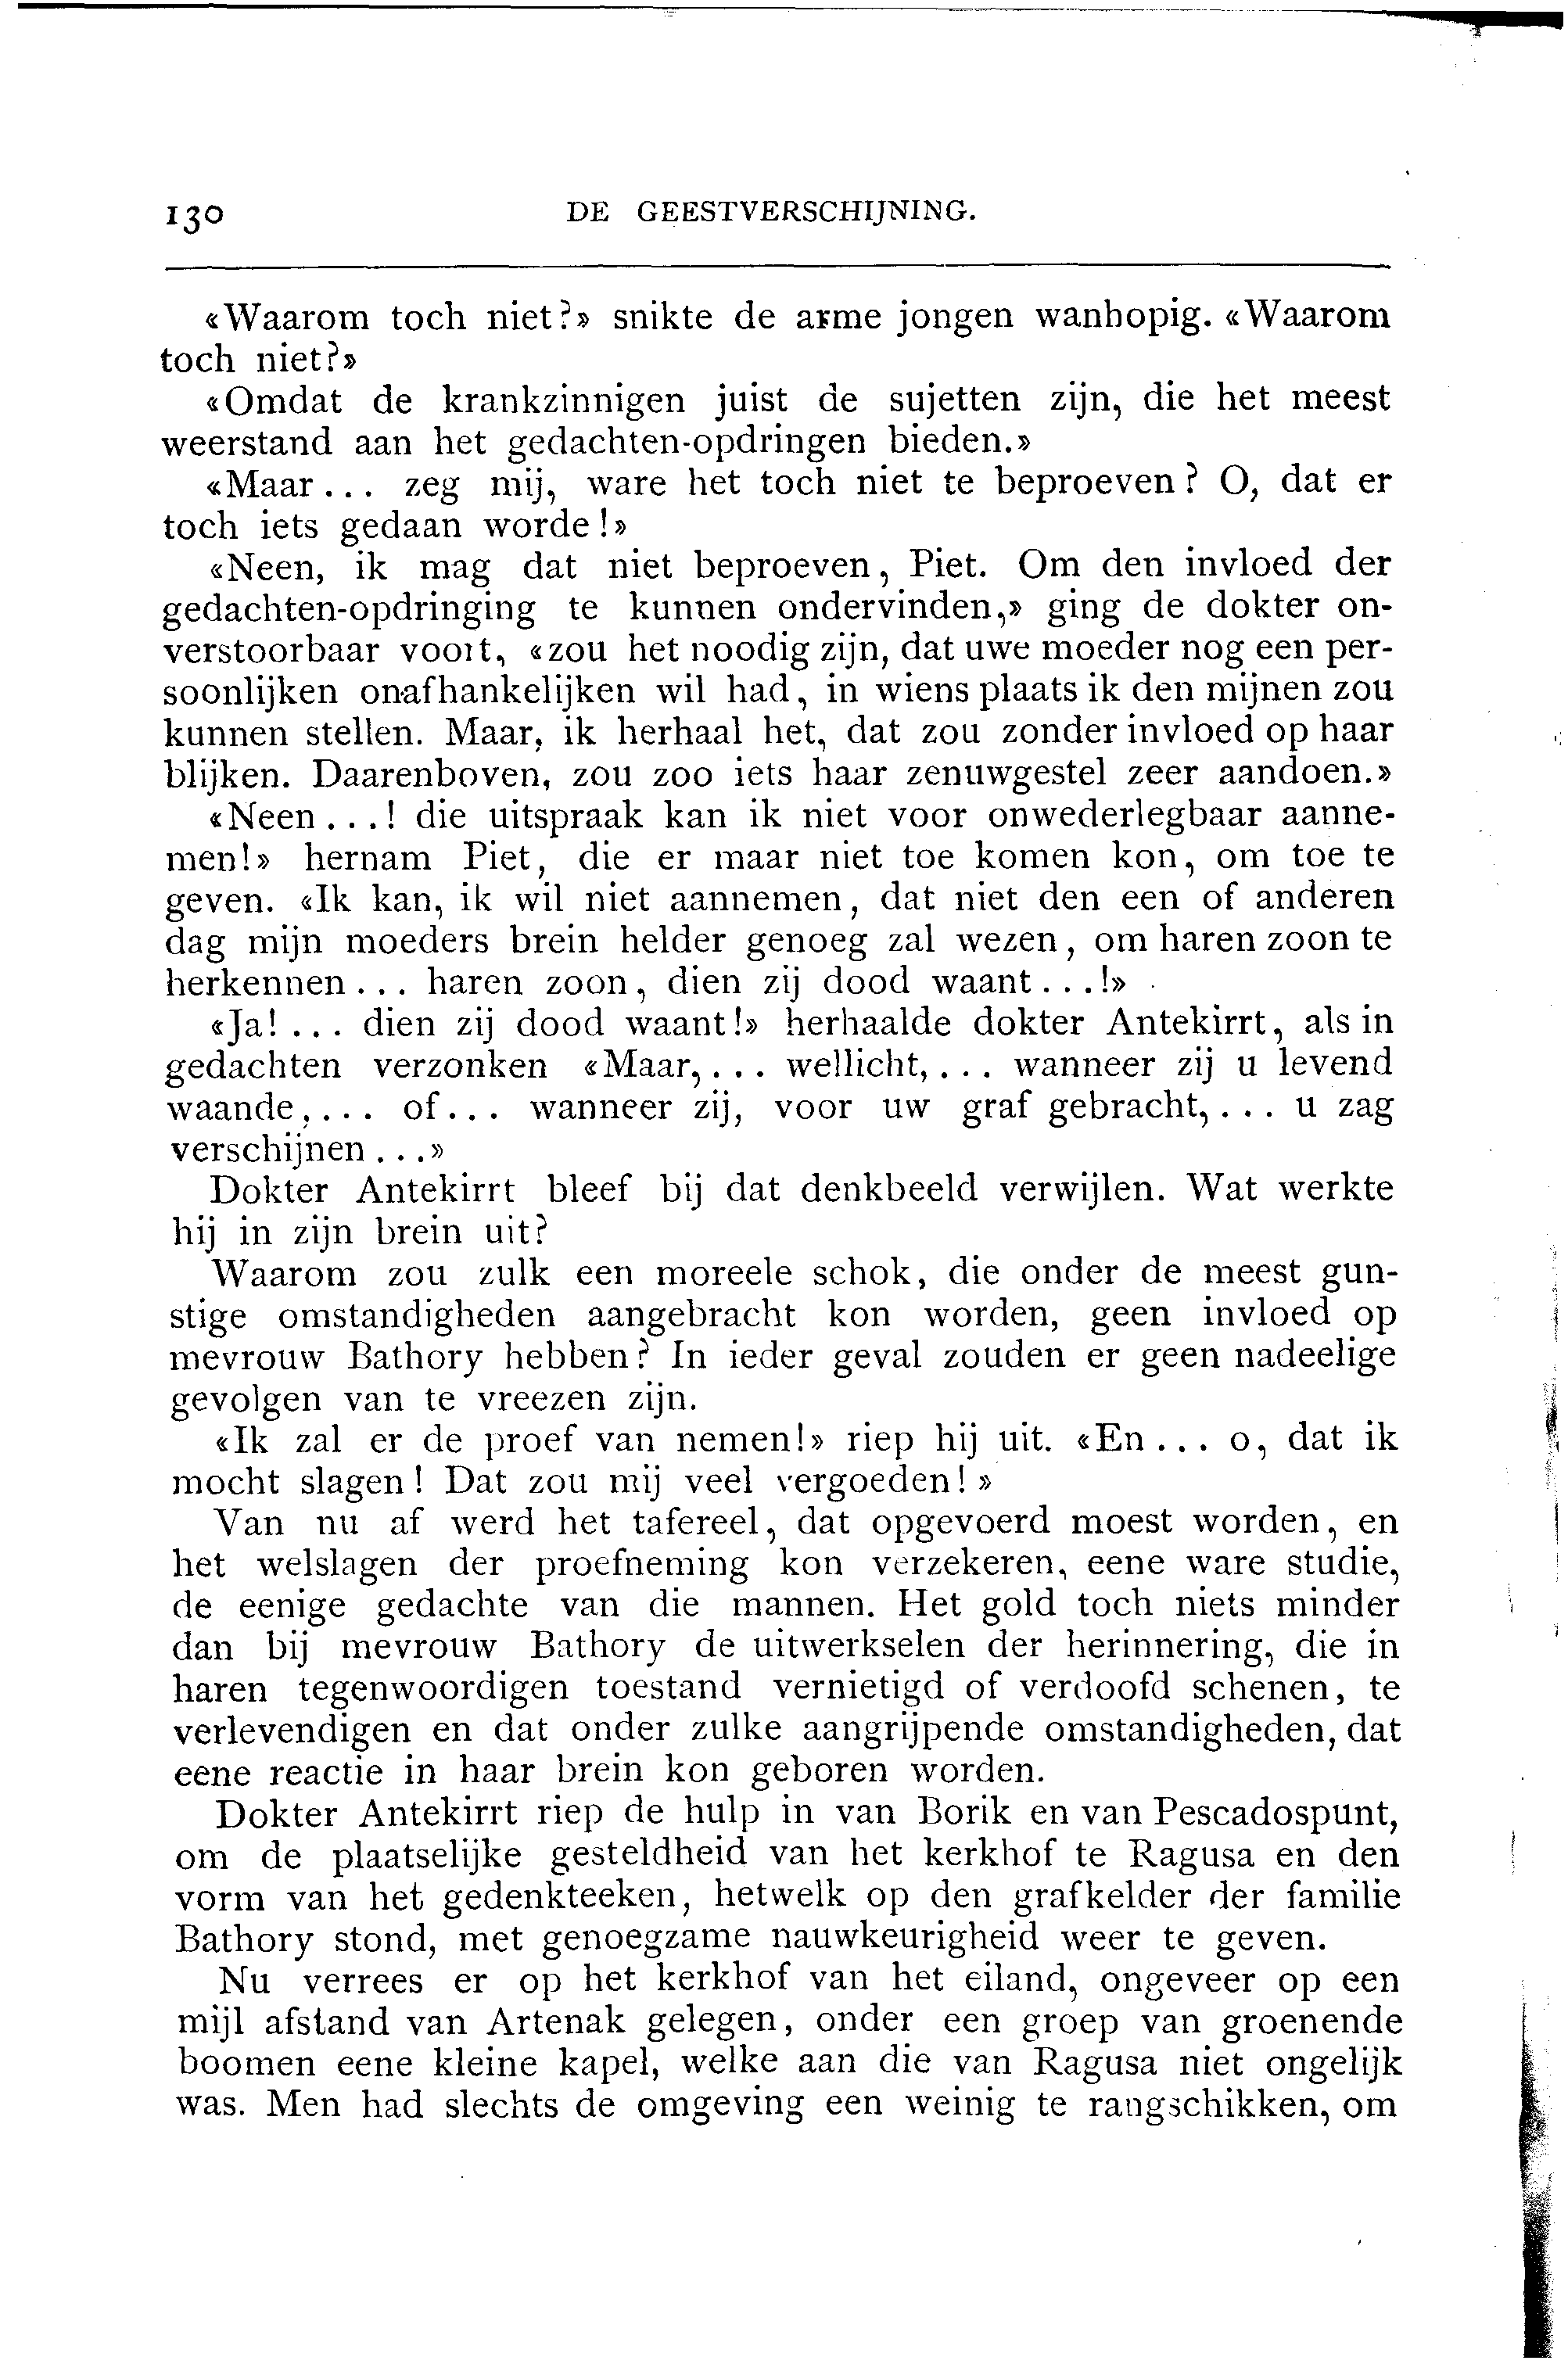 130 DE GEESTVERSCHIJNING.
«Waarom toch niet?» snikte de arme jongen wanhopig. «Waarom
toch niet?»
«Omdat de krankzinnigen juist de sujetten zijn, die het meest
weerstand aan het gedachten-opdringen bieden.»
«Maar... zeg mij, ware het toch niet te beproeven? O, dat er
toch iets gedaan worde!»
«Neen, ik mag dat niet beproeven, Piet. Om den invloed der
gedachten-opdringing te kunnen ondervinden,» ging de dokter on-
verstoorbaar voort, «zou het noodig zijn, dat uwe moeder nog een per-
soonlijken onafhankelijken wil had, in wiens plaats ik den mijnen zou
kunnen stellen. Maar, ik herhaal het, dat zou zonder invloed op haar
blijken. Daarenboven, zou zoo iets haar zenuwgestel zeer aandoen.»
«Neen...! die uitspraak kan ik niet voor onwederlegbaar aanne-
men!» hernam Piet, die er maar niet toe komen kon, om toe te
geven. «Ik kan, ik wil niet aannemen, dat niet den een of anderen
dag mijn moeders brein helder genoeg zal wezen, om haren zoon te
herkennen... haren zoon, dien zij dood waant...!»
«Ja!... dien zij dood waant!» herhaalde dokter Antekirrt, als in
gedachten verzonken «Maar,... wellicht,... wanneer zij u levend
waande,... of... wanneer zij, voor uw graf gebracht,... u zag
verschijnen...»
Dokter Antekirrt bleef bij dat denkbeeld verwijlen. Wat werkte
hij in zijn brein uit?
Waarom zou zulk een moreele schok, die onder de meest gun-
stige omstandigheden aangebracht kon worden, geen invloed op
mevrouw Bathory hebben? In ieder geval zouden er geen nadeelige
gevolgen van te vreezen zijn.
«Ik zal er de proef van nemen!» riep hij uit. «En... o, dat ik
mocht slagen! Dat zou mij veel vergoeden!»
Van nu af werd het tafereel, dat opgevoerd moest worden, en
het welslagen der proefneming kon verzekeren, eene ware studie,
de eenige gedachte van die mannen. Het gold toch niets minder
dan bij mevrouw Bathory de uitwerkselen der herinnering, die in
haren tegenwoordigen toestand vernietigd of verdoofd schenen, te
verlevendigen en dat onder zulke aangrijpende omstandigheden, dat
eene reactie in haar brein kon geboren worden.
Dokter Antekirrt riep de hulp in van Borik en van Pescadospunt,
om de plaatselijke gesteldheid van het kerkhof te Ragusa en den
vorm van het gedenkteeken, hetwelk op den grafkelder der familie
Bathory stond, met genoegzame nauwkeurigheid weer te geven.
Nu verrees er op het kerkhof van het eiland, ongeveer op een
mijl afstand van Artenak gelegen, onder een groep van groenende
boomen eene kleine kapel, welke aan die van Ragusa niet ongelijk
was. Men had slechts de omgeving een weinig te rangschikken, om